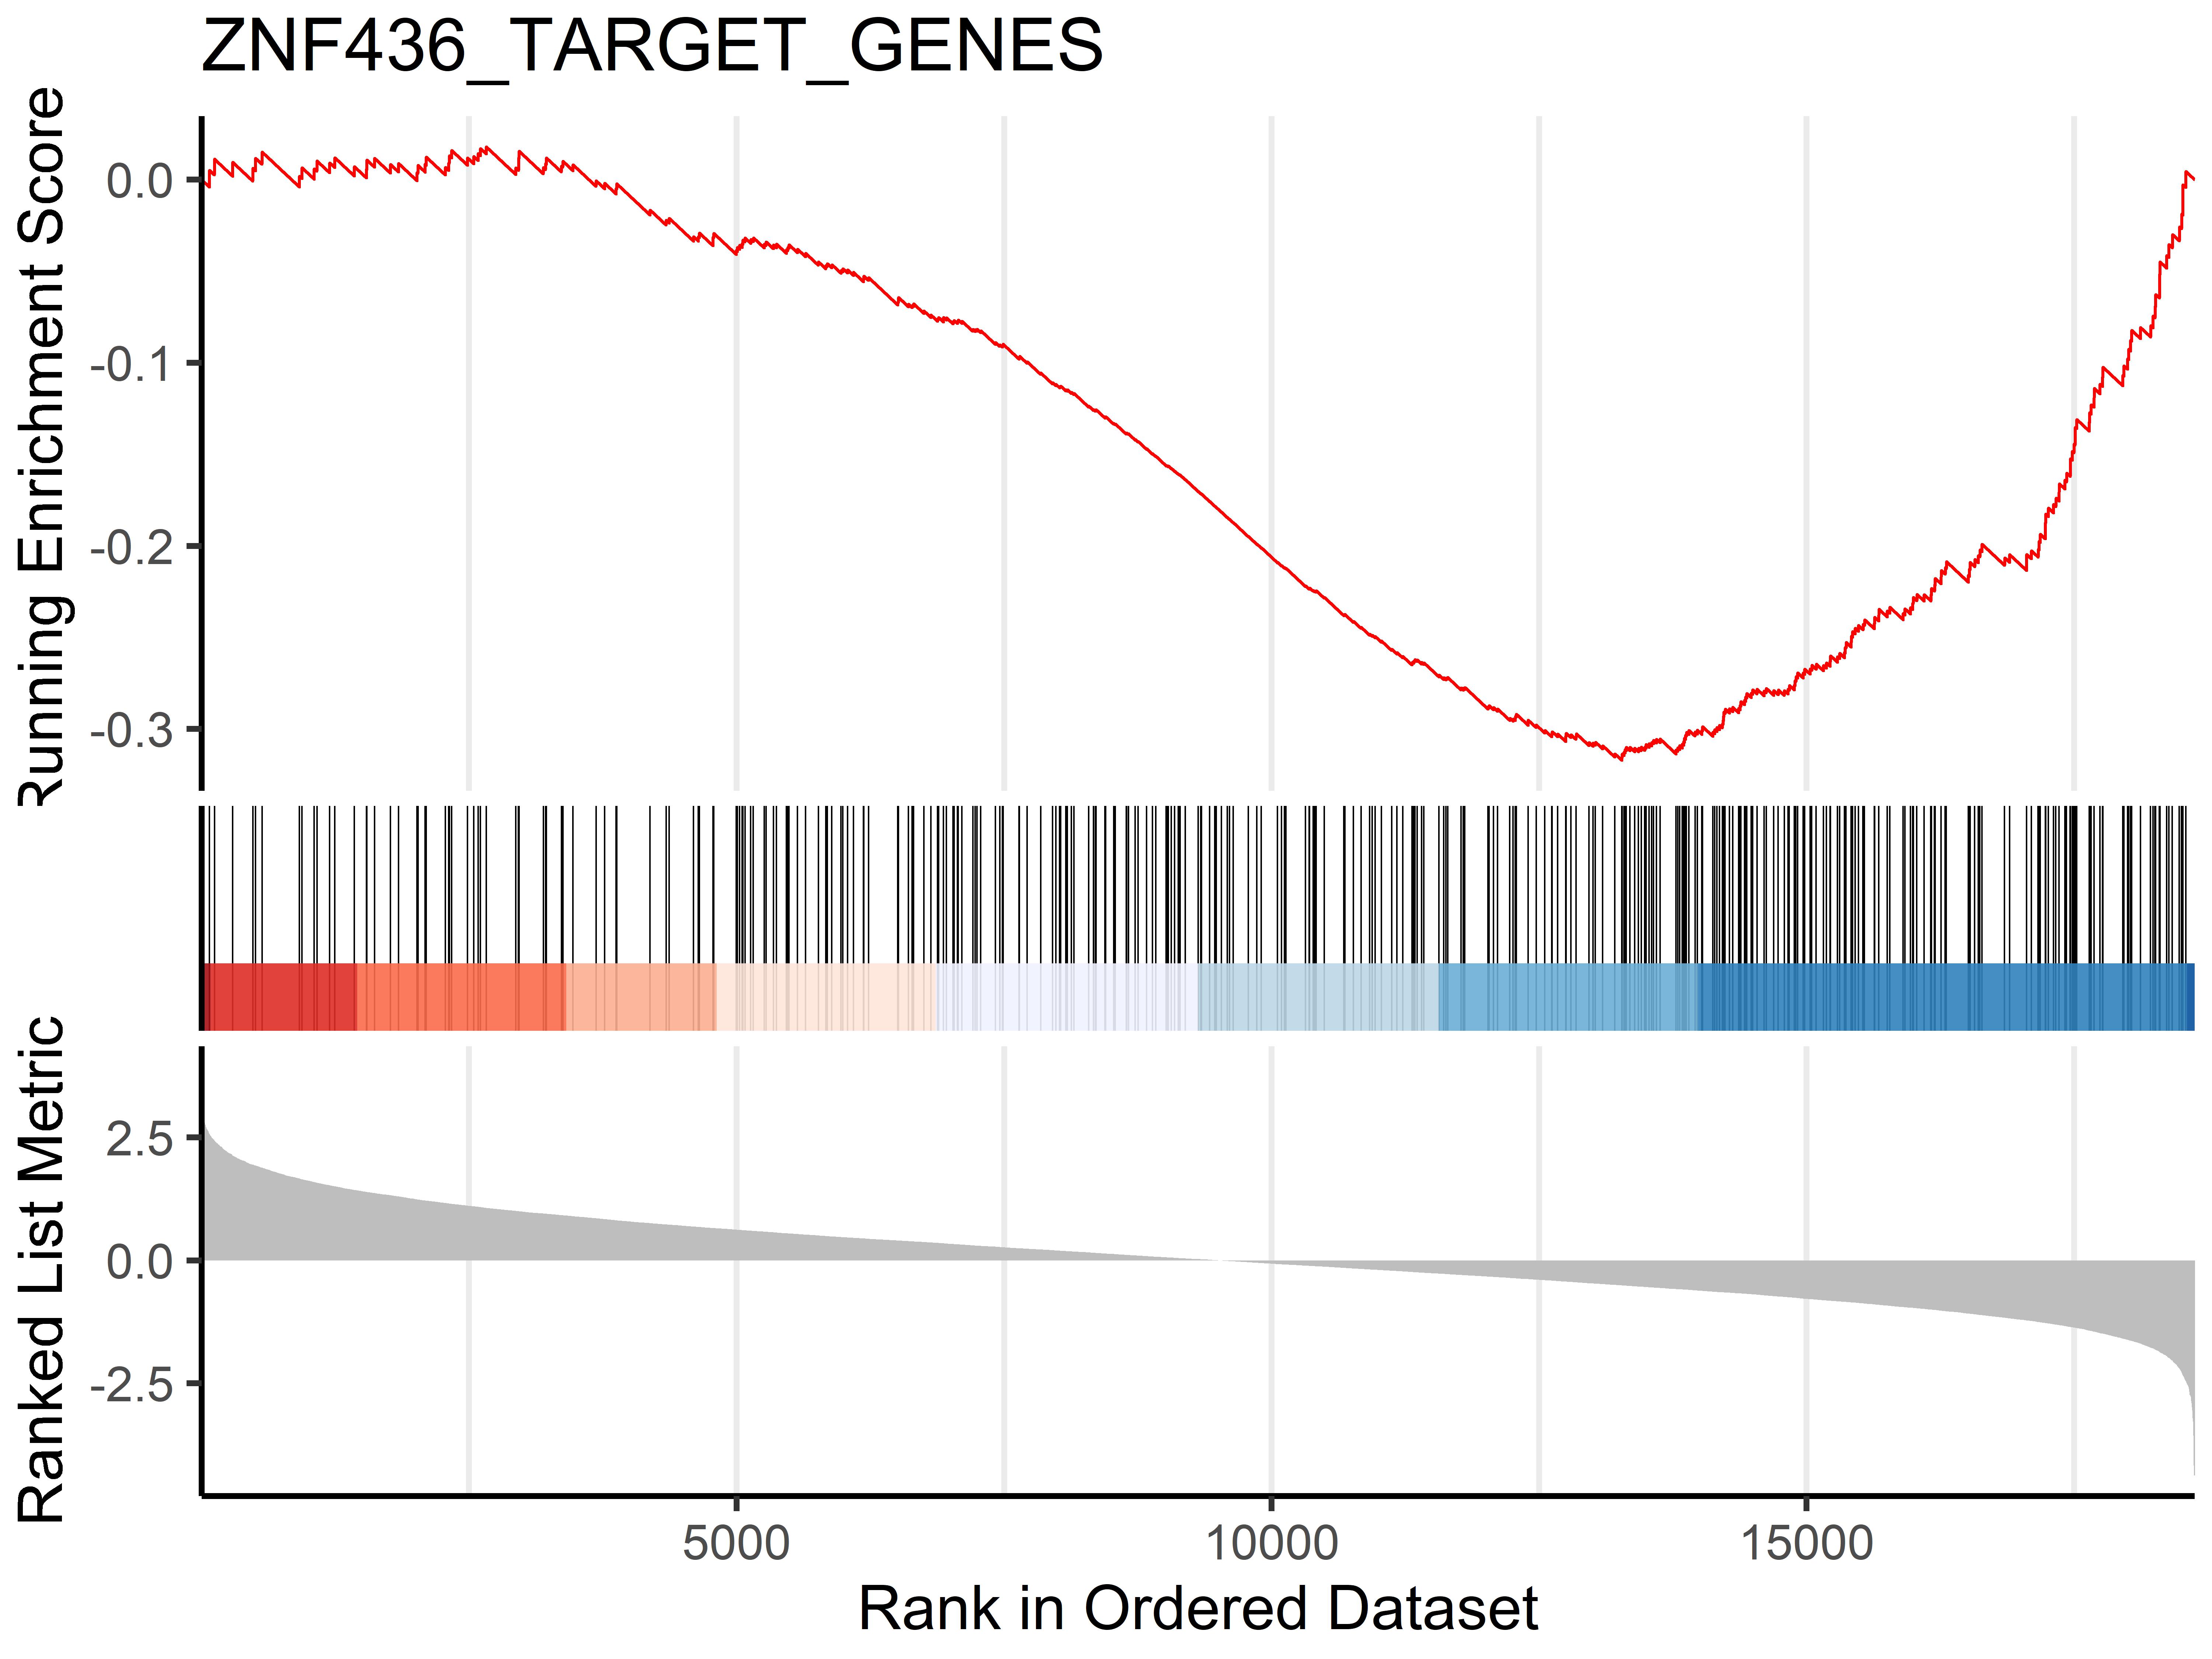 ZNF436_TARGET_GENES
Running Enrichment Score
0.0
-0.1
-0.2
-0.3
Ranked List Metric
2.5
0.0
-2.5
5000
10000
15000
Rank in Ordered Dataset